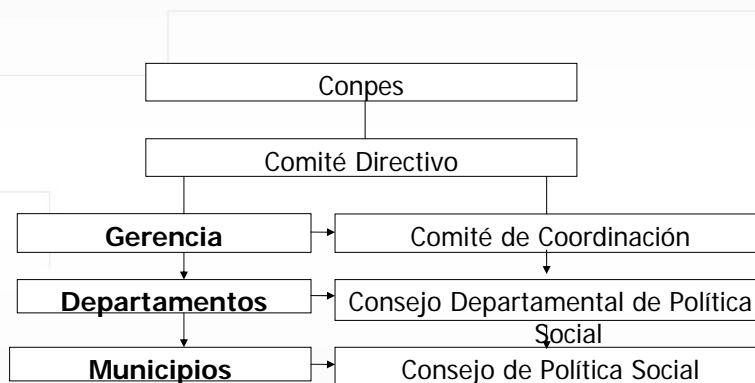 Conpes
Comité Directivo
Gerencia
Comité de Coordinación
Departamentos
Consejo Departamental de Política
Social
Municipios
Consejo de Política Social